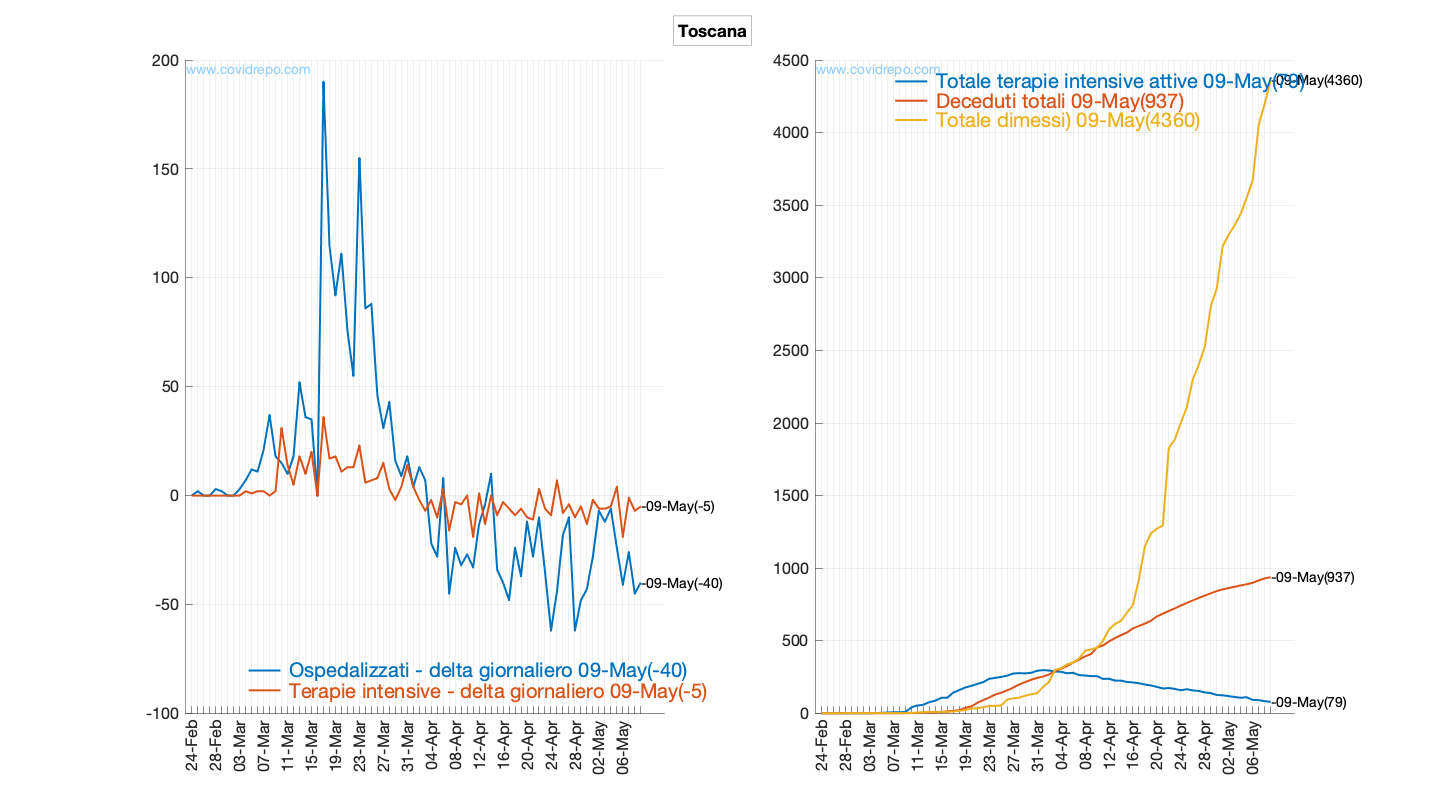 Toscana
www.covidrepo.com
200
150
100
50
0
-50
-100
-09-May(-5)
-09-May(-40)
Ospedalizzati - delta giornaliero 09-May(-40)
Terapie intensive - delta giornaliero 09-May(-5)
24-Feb
28-Feb
03-Mar
07-Mar
11-Mar
15-Mar
19-Mar
23-Mar
27-Mar
31-Mar
04-Apr
08-Apr
12-Apr
16-Apr
20-Apr
24-Apr
28-Apr
02-May
06-May
www.covidrepo.com
4500
4000
3500
3000
2500
2000
1500
1000
500
0
Totale terapie intensive attive 09-May(79)
Deceduti totali 09-May(937)
Totale dimessi) 09-May(4360)
-09-May(4360)
-09-May(937)
-09-May(79)
24-Feb
28-Feb
03-Mar
07-Mar
11-Mar
15-Mar
19-Mar
23-Mar
27-Mar
31-Mar
04-Apr
08-Apr
12-Apr
16-Apr
20-Apr
24-Apr
28-Apr
02-May
06-May